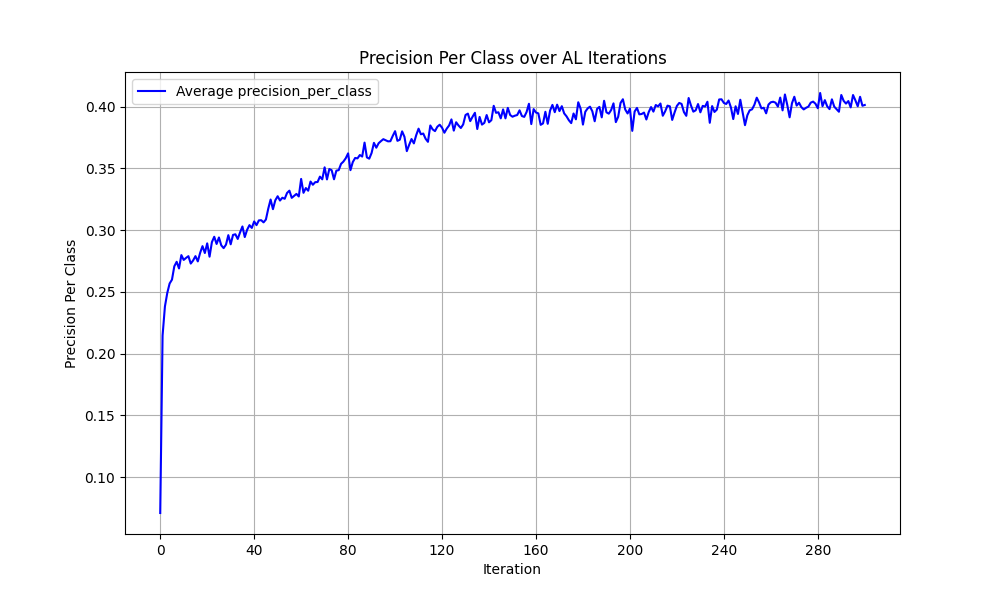 Precision Per Class over AL Iterations
Average precision_per_class
Precision Per Class
0.40
0.35
0.30
0.25
0.20
0.15
0.10
0 40 80 120 160 200 240 280
Iteration